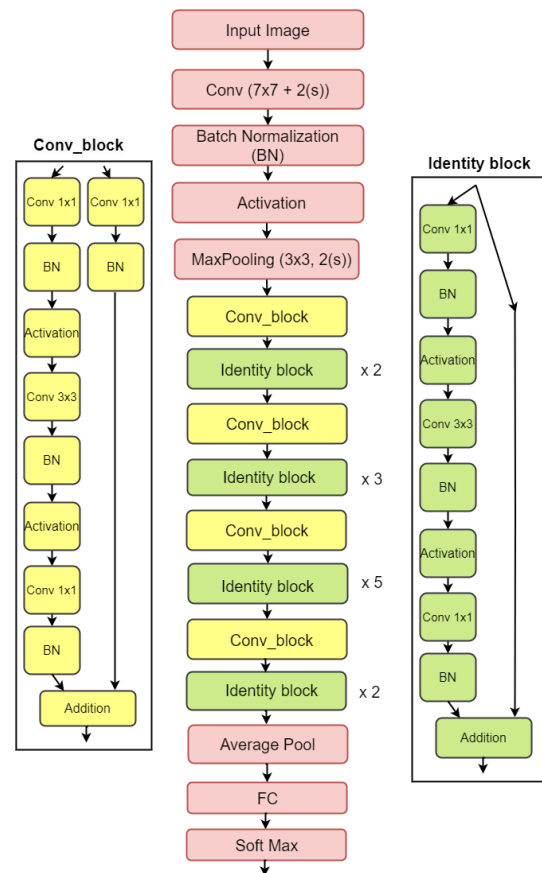 Input Image
Conv (7x7 + 2(s))
Batch Normalization
(BN)
Activation
MaxPooling (3x3, 2(s))
Conv_block
Identity block x 2
Conv_block
Identity block x 3
Conv_block
Identity block x 5
Conv_block
Identity block x 2
Average Pool
FC
Soft Max
Conv_block
Conv 1x1 Conv 1x1
BN BN
Activation
Conv 3x3
BN
Activation
Conv 1x1
BN
Addition
Identity block
Conv 1x1
BN
Activation
Conv 3x3
BN
Activation
Conv 1x1
BN
Addition